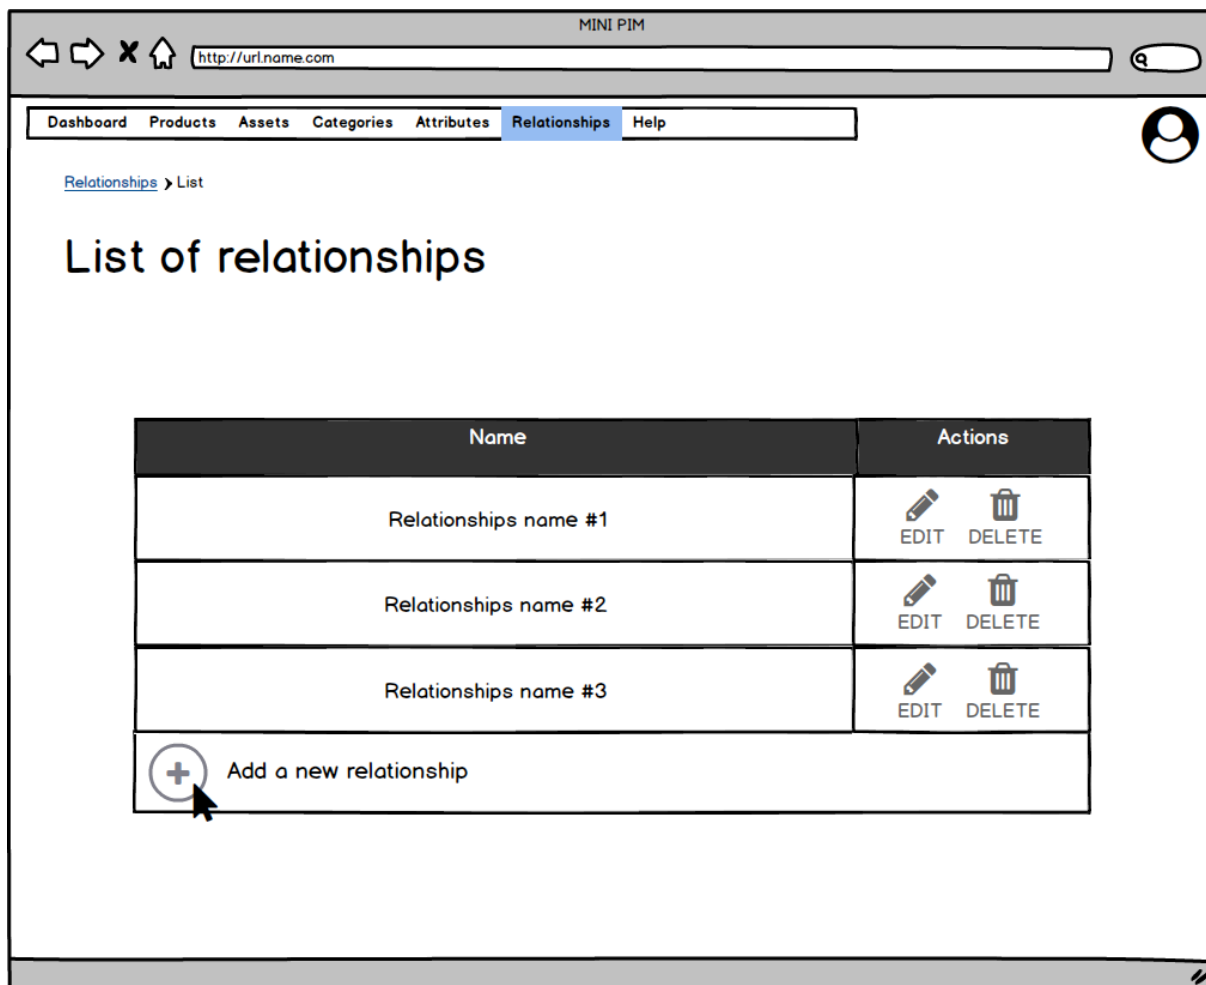 MINI PIM
http://url.name.com
Dashboard Products Assets Categories Attributes Relationships Help
Relationships › List
List of relationships
Name Actions
Relationships name #1
EDIT DELETE
Relationships name #2
EDIT DELETE
Relationships name #3
EDIT DELETE
Add a new relationship